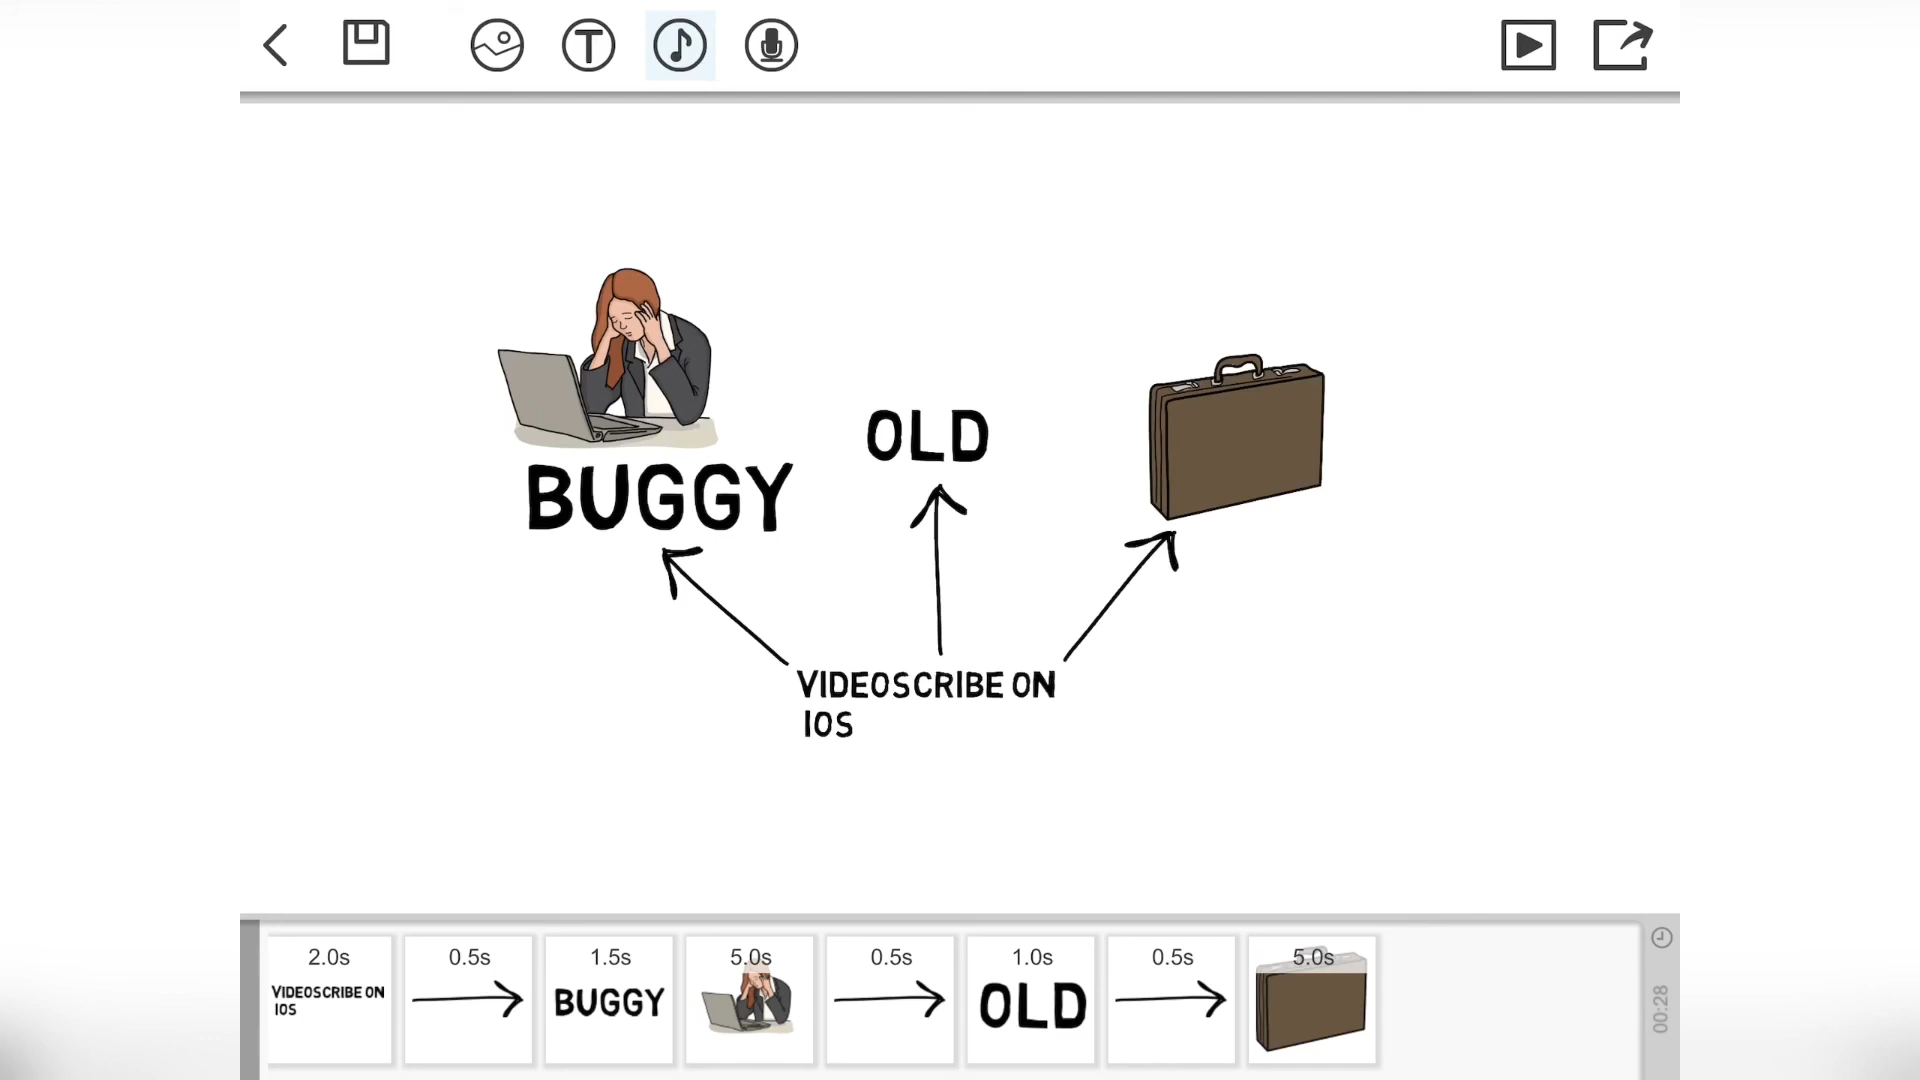 T
OLD
BUGGY
VIDEOSCRIBE ON
IOS
2.0s
0.5s
1.5s
5.0s
0.5s
1.0s
0.5s
5.0s
VIDEOSCRIBE ON
IOS
BUGGY
OLD
00:28